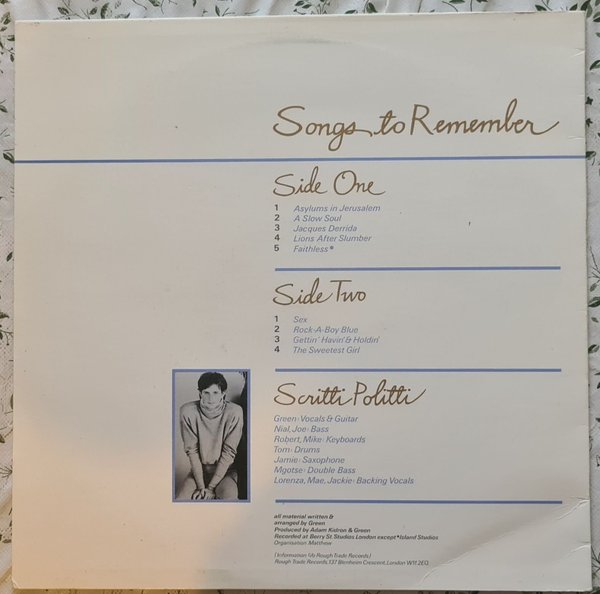 Songs to Remember
Side One
1 Asylums in Jerusalem
2 A Slow Soul
3 Jacques Derrida
4 Lions After Slumber
5 Faithless*
Side Two
1 Sex
2 Rock-A-Boy Blue
3 Gettin' Havin' & Holdin'
4 The Sweetest Girl
Scritti Politti
Green: Vocals & Guitar
Nial, Joe: Bass
Robert, Mike: Keyboards
Tom: Drums
Jamie: Saxophone
Mgotse: Double Bass
Lorenza, Mae, Jackie: Backing Vocals
all material written &
arranged by Green
Produced by Adam Kidron & Green
Recorded at Berry St. Studios London except *Island Studios
Organisation Matthew
(Information c/o Rough Trade Records)
Rough Trade Records, 137 Blenheim Crescent, London W11 2EQ.